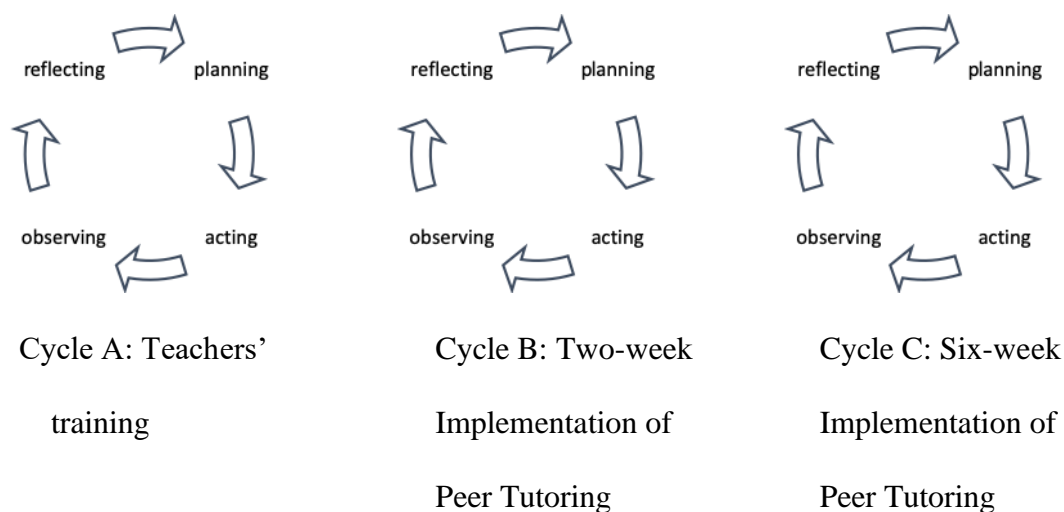 reflecting planning
observing acting
reflecting planning
observing acting
reflecting planning
observing acting
Cycle A: Teachers’
training
Cycle B: Two-week
Implementation of
Peer Tutoring
Cycle C: Six-week
Implementation of
Peer Tutoring